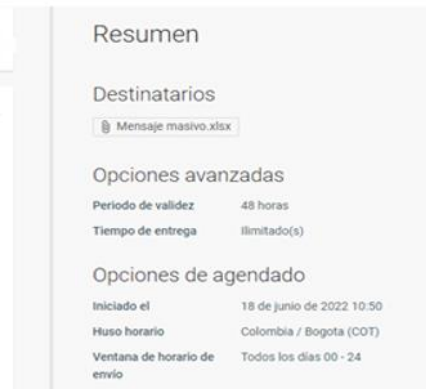 Resumen
Destinatarios
Mensaje masivo.xlsx
Opciones avanzadas
Periodo de validez 48 horas
Tiempo de entrega Ilimitado(s)
Opciones de agendado
Iniciado el 18 de junio de 2022 10:50
Huso horario Colombia / Bogota (COT)
Ventana de horario de Todos los días 00 - 24
envío